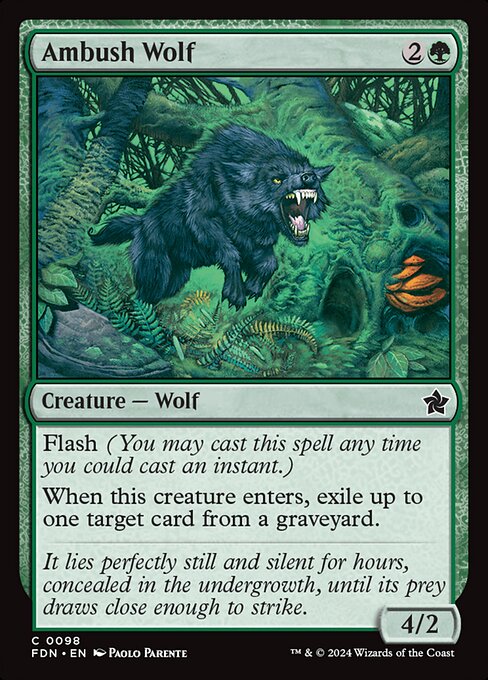 Ambush Wolf 2
Creature — Wolf
Flash (You may cast this spell any time
you could cast an instant.)
When this creature enters, exile up to
one target card from a graveyard.
It lies perfectly still and silent for hours,
concealed in the undergrowth, until its prey
draws close enough to strike.
4/2
C 0098
FDN • EN Paolo Parente
™ & © 2024 Wizards of the Coast